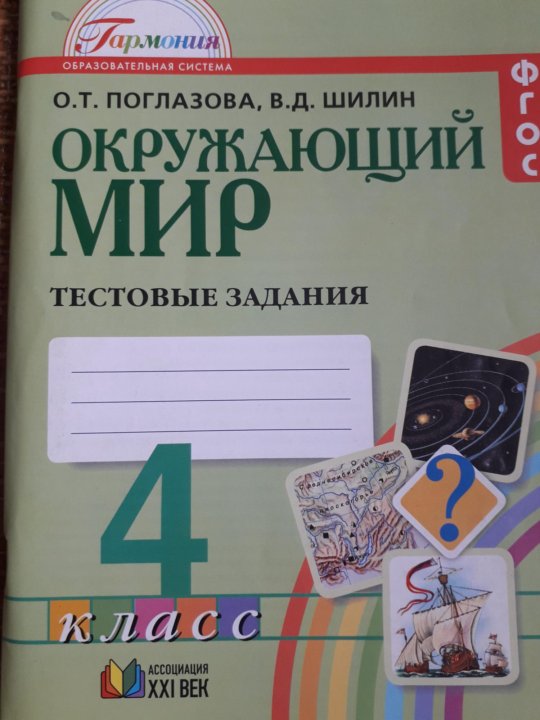 Гармония
ОБРАЗОВАТЕЛЬНАЯ СИСТЕМА
ФГОС
О.Т. ПОГЛАЗОВА, В.Д. ШИЛИН
ОКРУЖАЮЩИЙ
МИР
ТЕСТОВЫЕ ЗАДАНИЯ
?
4
класс
АССОЦИАЦИЯ
XXI ВЕК